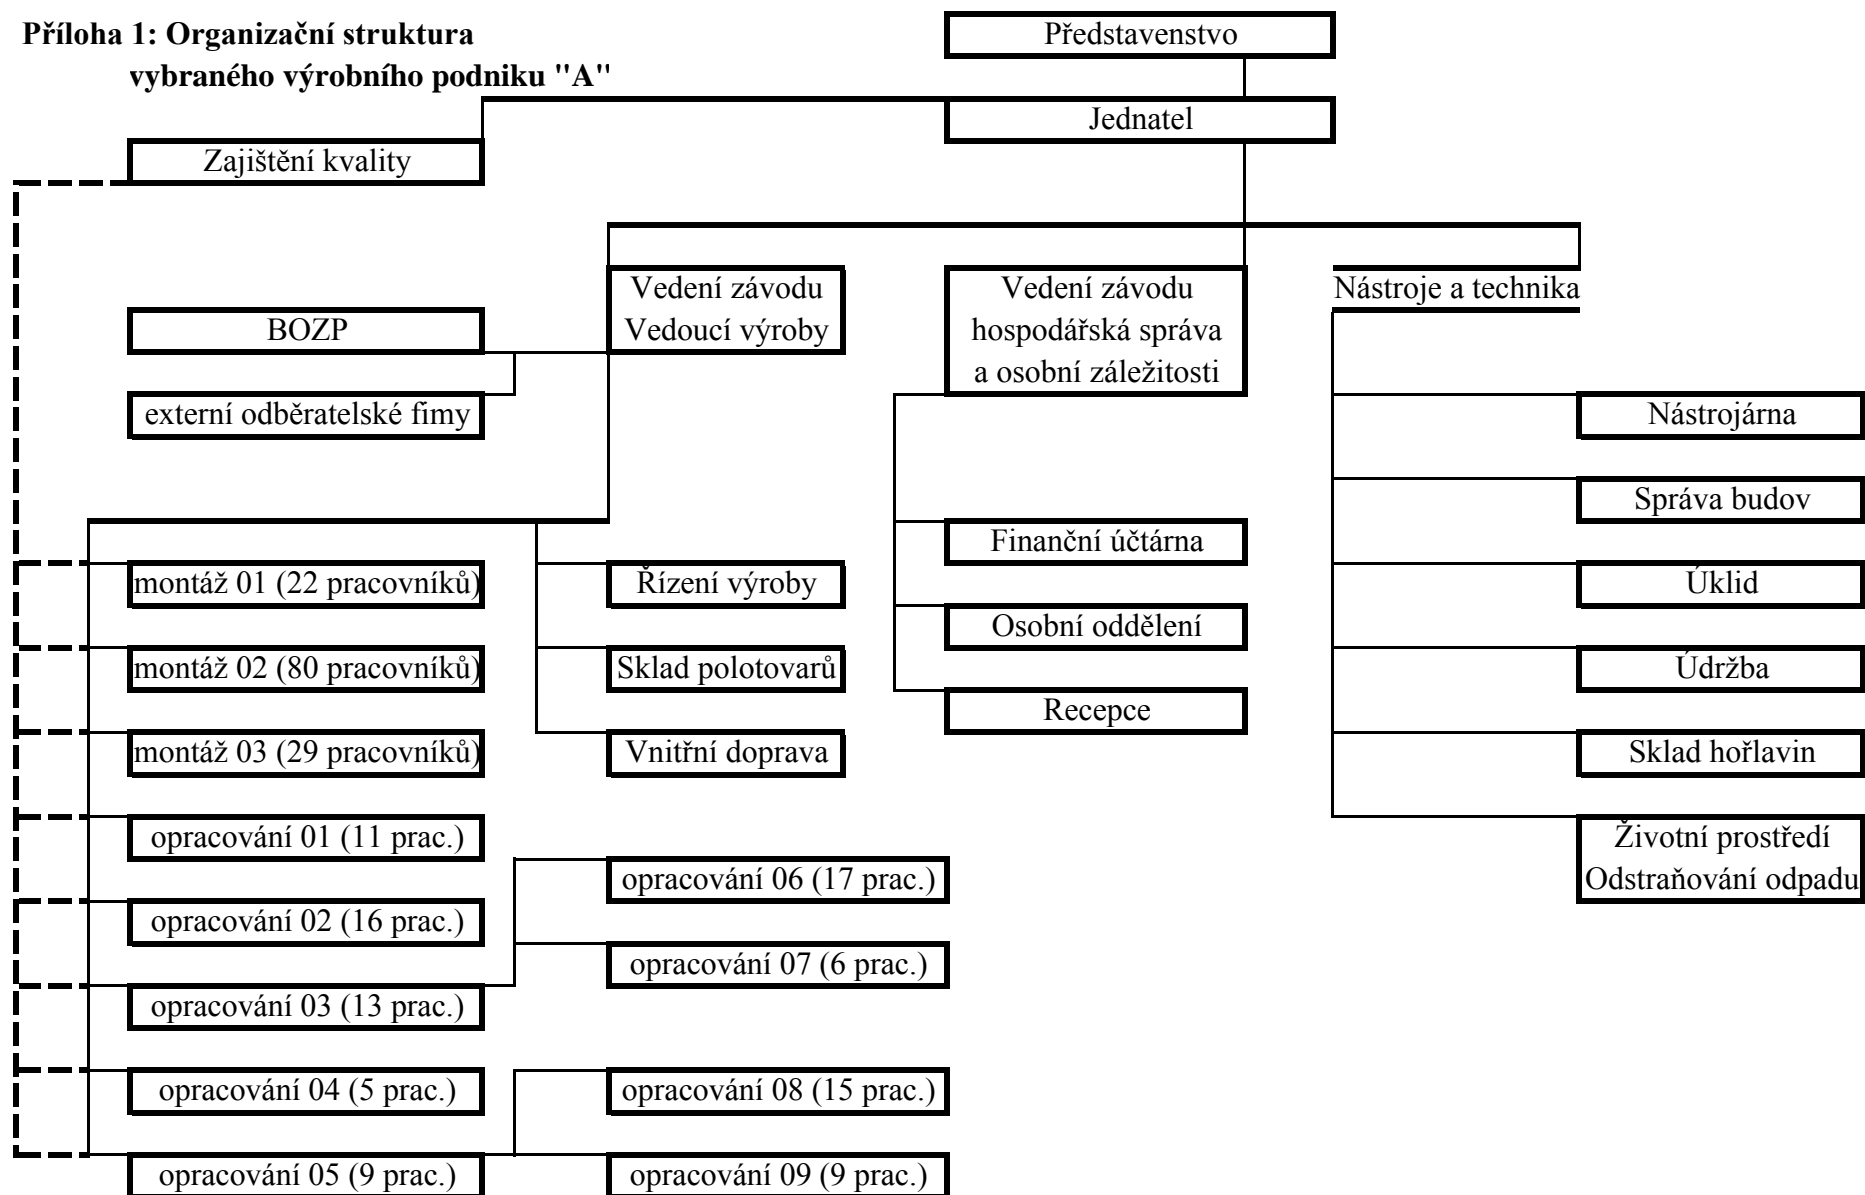 Příloha 1: Organizační struktura
vybraného výrobního podniku "A"
Představenstvo
Jednatel
Zajištění kvality
Vedení závodu
Vedoucí výroby
Vedení závodu
hospodářská správa
a osobní záležitosti
Nástroje a technika
BOZP
externí odběratelské fimy
Nástrojárna
Správa budov
Úklid
Údržba
Sklad hořlavin
Životní prostředí
Odstraňování odpadu
Finanční účtárna
Osobní oddělení
Recepce
Řízení výroby
Sklad polotovarů
Vnitřní doprava
montáž 01 (22 pracovníků)
montáž 02 (80 pracovníků)
montáž 03 (29 pracovníků)
opracování 01 (11 prac.)
opracování 02 (16 prac.)
opracování 03 (13 prac.)
opracování 04 (5 prac.)
opracování 05 (9 prac.)
opracování 06 (17 prac.)
opracování 07 (6 prac.)
opracování 08 (15 prac.)
opracování 09 (9 prac.)